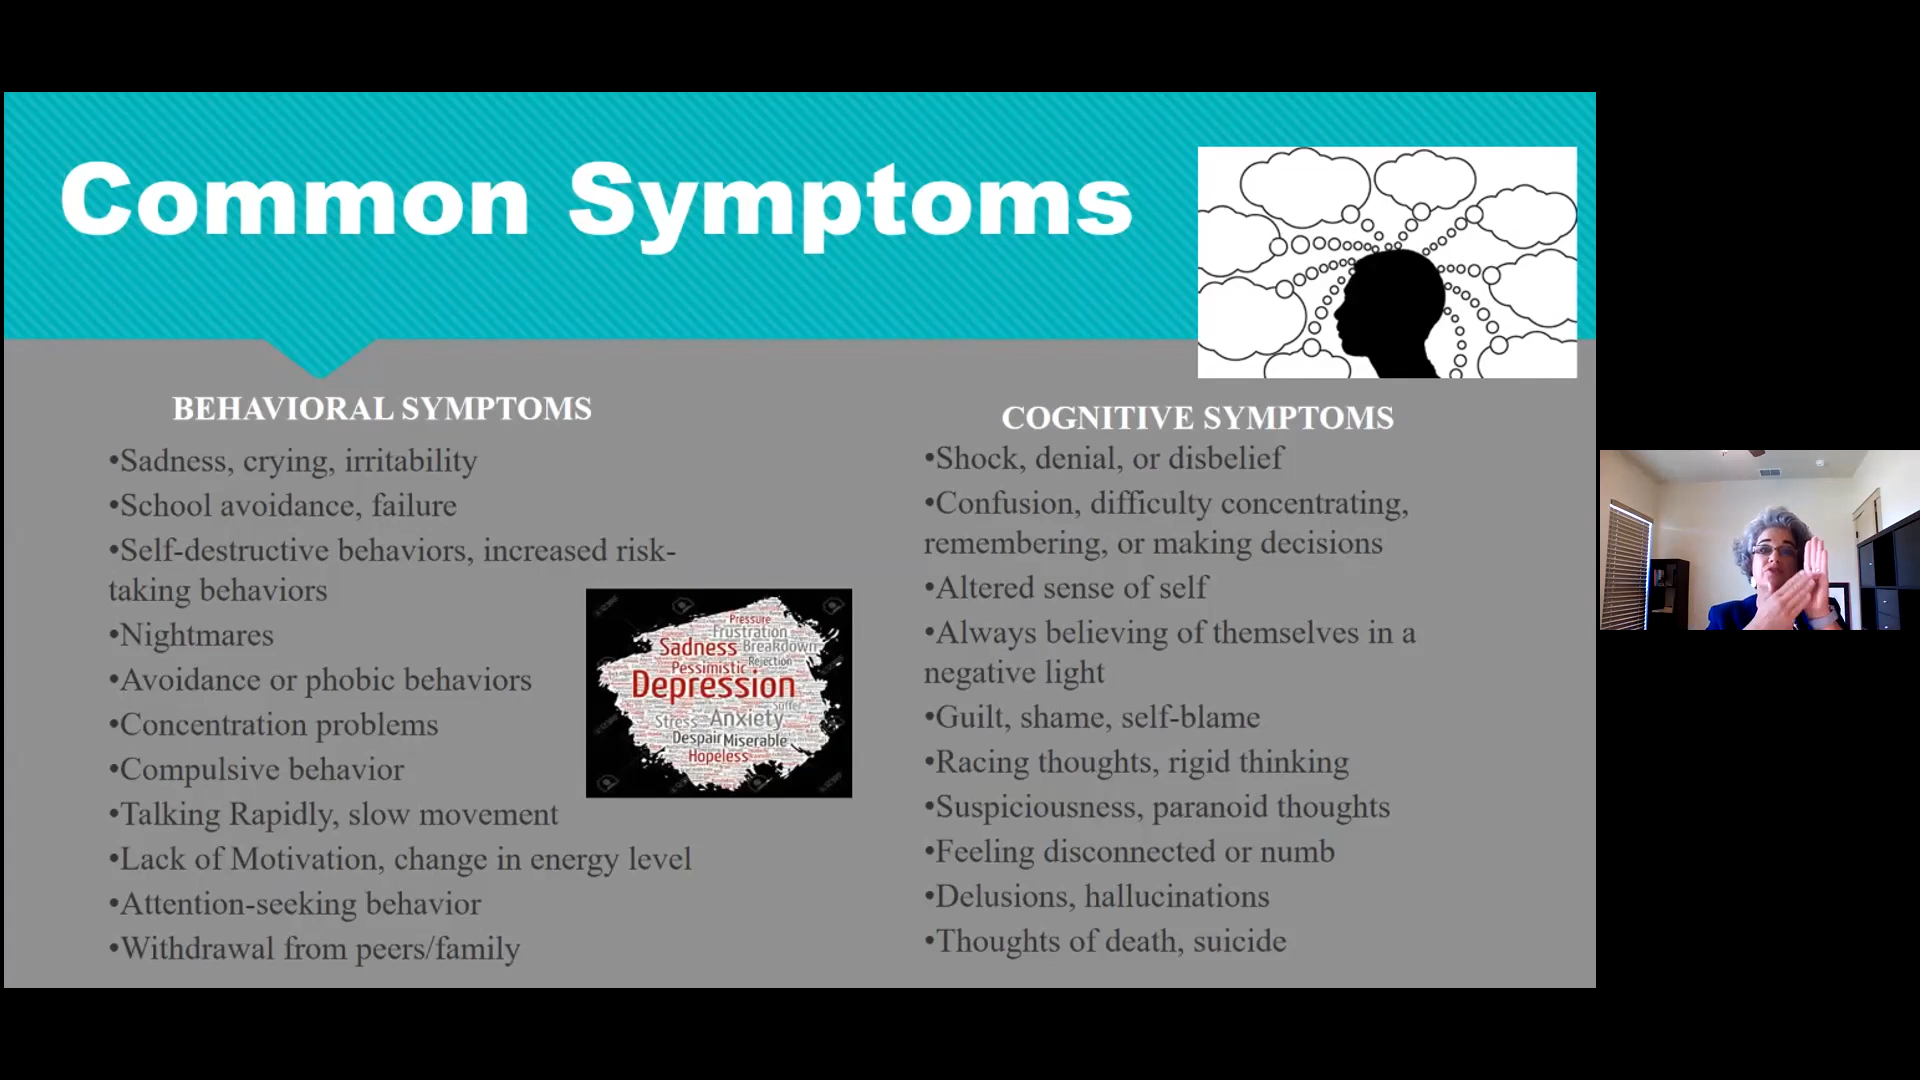 Common Symptoms
BEHAVIORAL SYMPTOMS
•Sadness, crying, irritability
•School avoidance, failure
•Self-destructive behaviors, increased risk-
taking behaviors
•Nightmares
•Avoidance or phobic behaviors
•Concentration problems
•Compulsive behavior
•Talking Rapidly, slow movement
•Lack of Motivation, change in energy level
•Attention-seeking behavior
•Withdrawal from peers/family
Pressure
Frustration
Sadness Breakdown
Pessimistic Rejection
Depression
Suffer
Stress Anxiety
Despair Miserable
Hopeless
COGNITIVE SYMPTOMS
•Shock, denial, or disbelief
•Confusion, difficulty concentrating,
remembering, or making decisions
•Altered sense of self
•Always believing of themselves in a
negative light
•Guilt, shame, self-blame
•Racing thoughts, rigid thinking
•Suspiciousness, paranoid thoughts
•Feeling disconnected or numb
•Delusions, hallucinations
•Thoughts of death, suicide